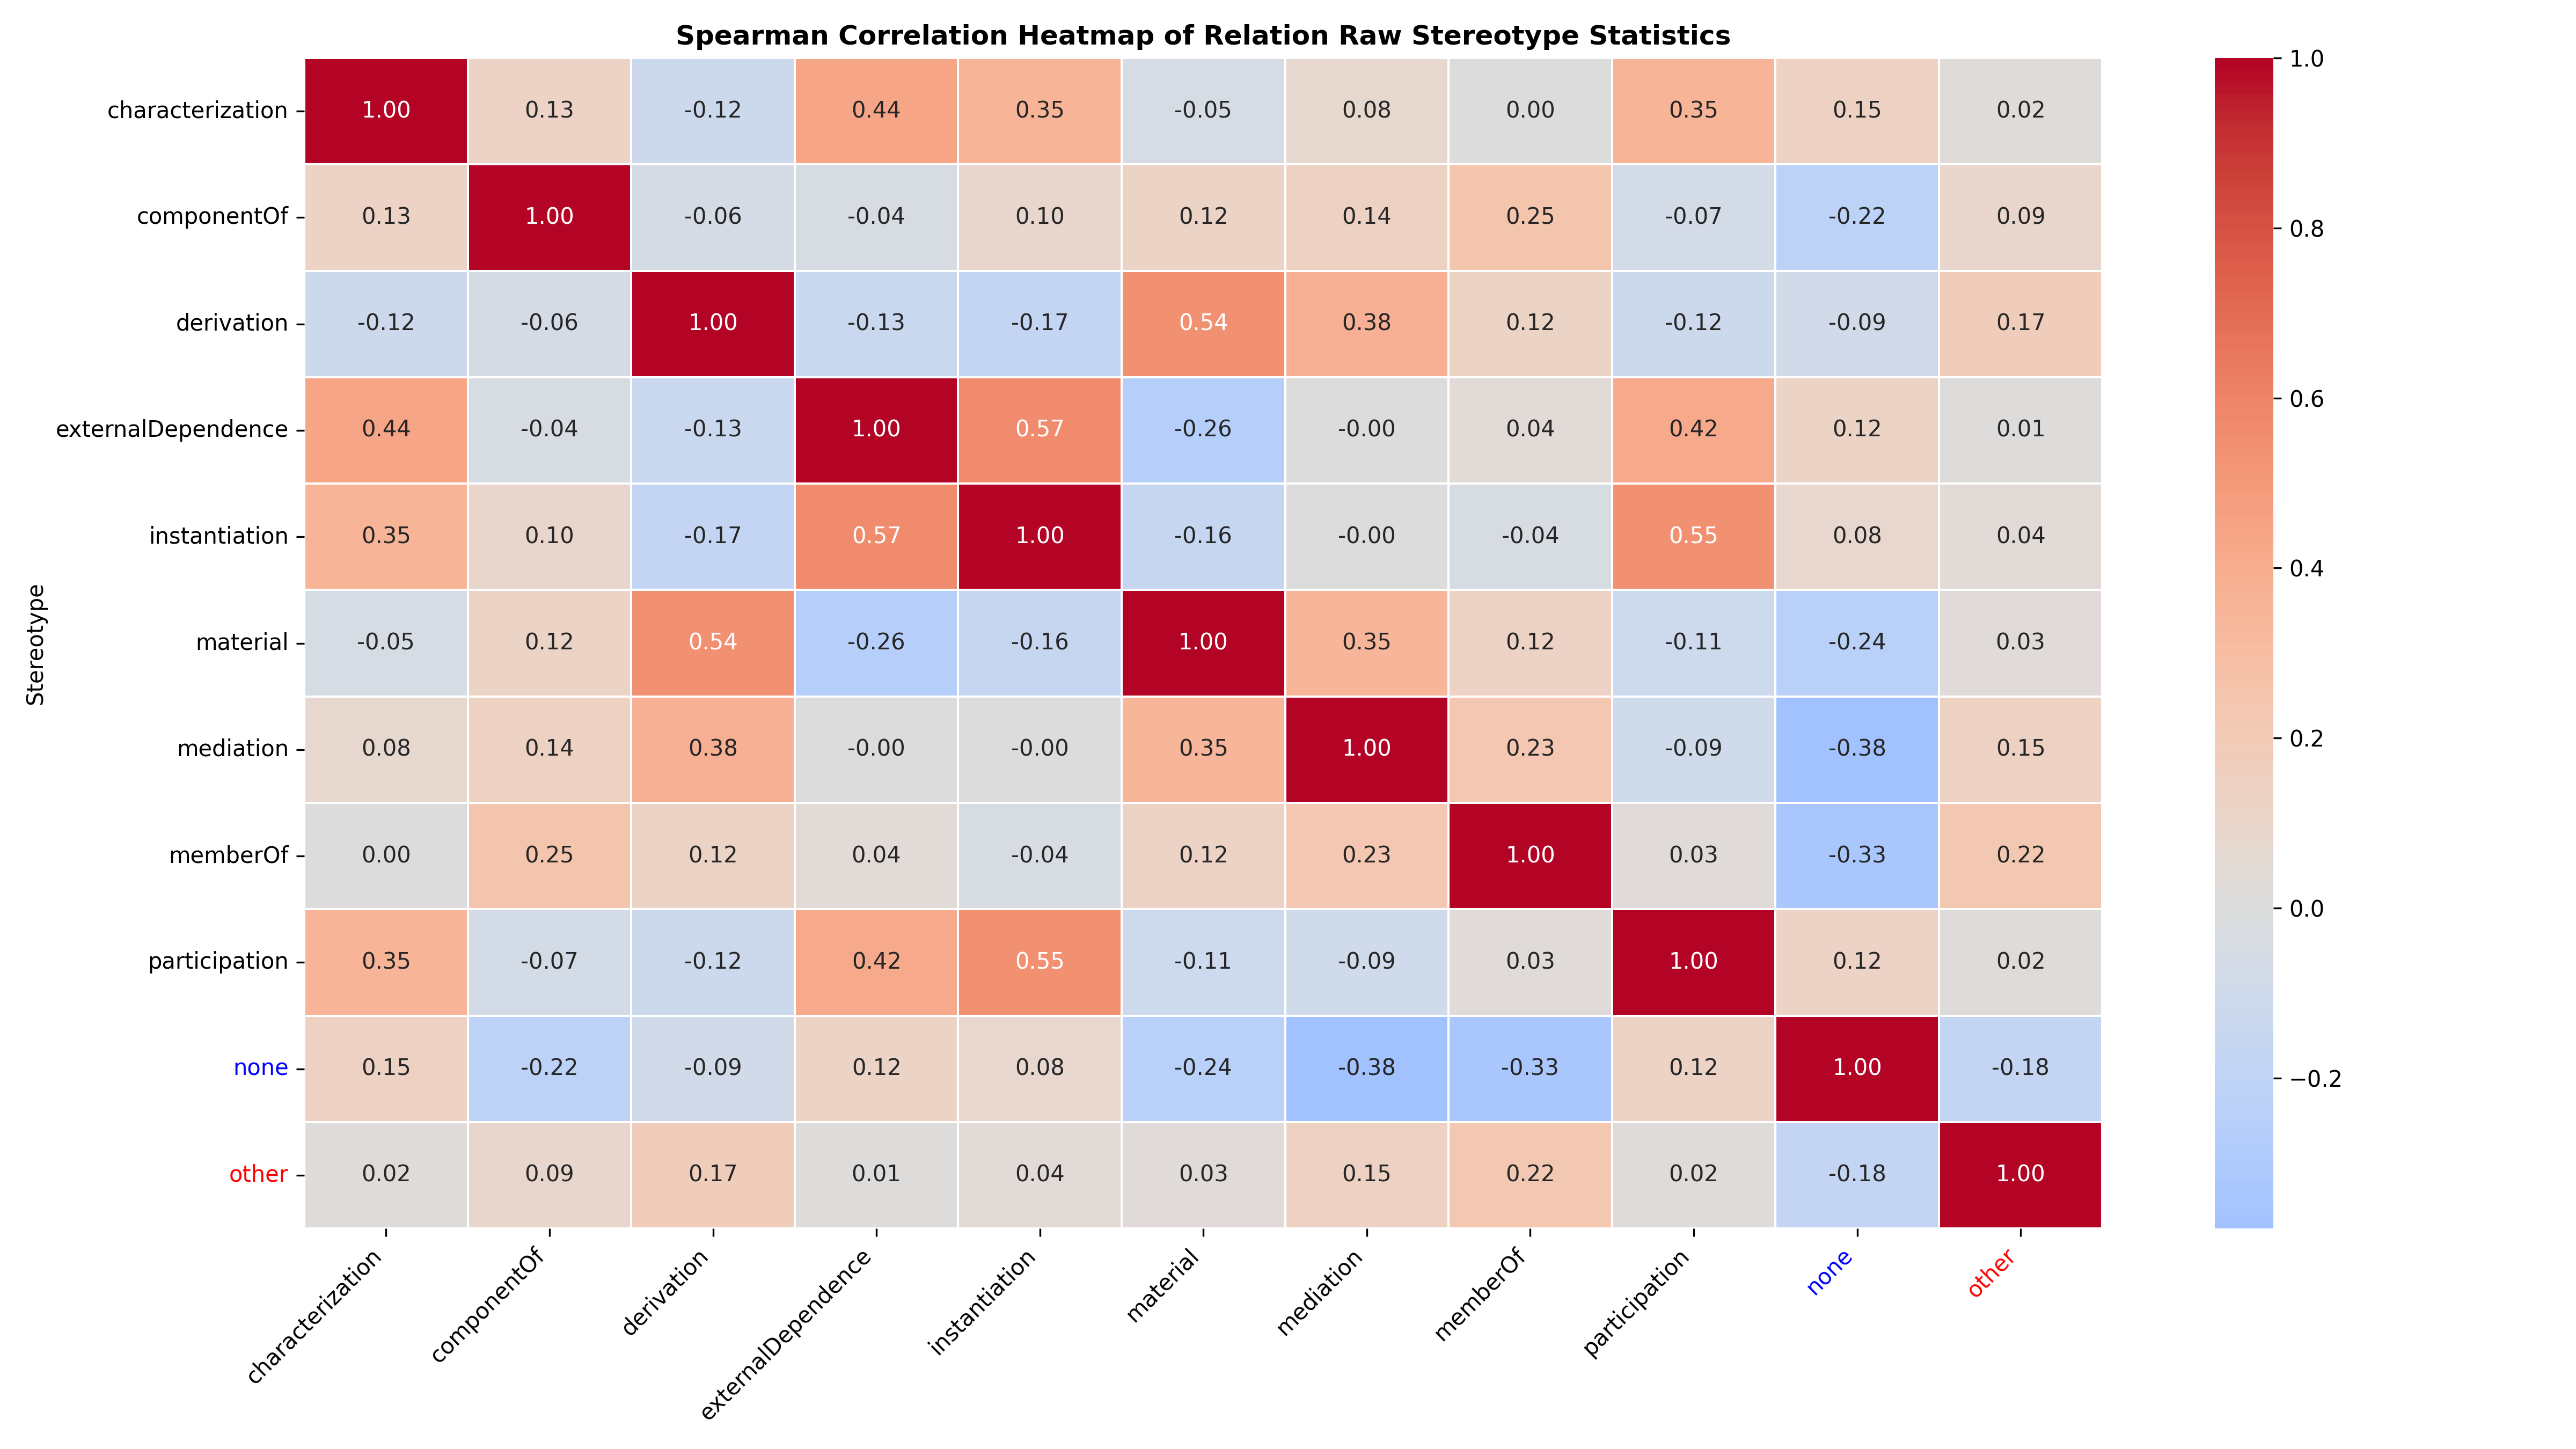 Spearman Correlation Heatmap of Relation Raw Stereotype Statistics
characterization 1.00 0.13 -0.12 0.44 0.35 -0.05 0.08 0.00 0.35 0.15 0.02
componentOf 0.13 1.00 -0.06 -0.04 0.10 0.12 0.14 0.25 -0.07 -0.22 0.09
derivation -0.12 -0.06 1.00 -0.13 -0.17 0.54 0.38 0.12 -0.12 -0.09 0.17
externalDependence 0.44 -0.04 -0.13 1.00 0.57 -0.26 -0.00 0.04 0.42 0.12 0.01
instantiation 0.35 0.10 -0.17 0.57 1.00 -0.16 -0.00 -0.04 0.55 0.08 0.04
material -0.05 0.12 0.54 -0.26 -0.16 1.00 0.35 0.12 -0.11 -0.24 0.03
mediation 0.08 0.14 0.38 -0.00 -0.00 0.35 1.00 0.23 -0.09 -0.38 0.15
memberOf 0.00 0.25 0.12 0.04 -0.04 0.12 0.23 1.00 0.03 -0.33 0.22
participation 0.35 -0.07 -0.12 0.42 0.55 -0.11 -0.09 0.03 1.00 0.12 0.02
none 0.15 -0.22 -0.09 0.12 0.08 -0.24 -0.38 -0.33 0.12 1.00 -0.18
other 0.02 0.09 0.17 0.01 0.04 0.03 0.15 0.22 0.02 -0.18 1.00
Stereotype
characterization
componentOf
derivation
externalDependence
instantiation
material
mediation
memberOf
participation
none
other
1.0
0.8
0.6
0.4
0.2
0.0
−0.2